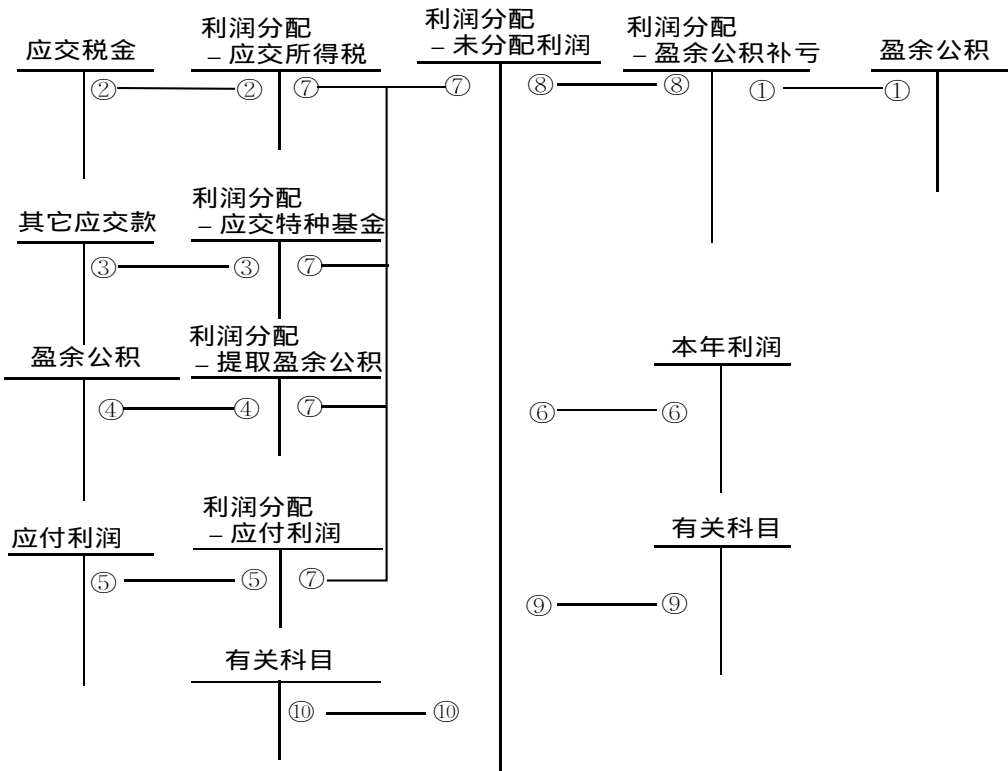 应交税金
利润分配
– 应交所得税
利润分配
– 未分配利润
利润分配
– 盈余公积补亏
盈余公积
② ② ⑦ ⑦ ⑧ ⑧ ① ①
其它应交款
利润分配
– 应交特种基金
③ ③ ⑦
盈余公积
利润分配
– 提取盈余公积
本年利润
④ ④ ⑦ ⑥ ⑥
应付利润
利润分配
– 应付利润
有关科目
⑤ ⑤ ⑦ ⑨ ⑨
有关科目
⑩ ⑩